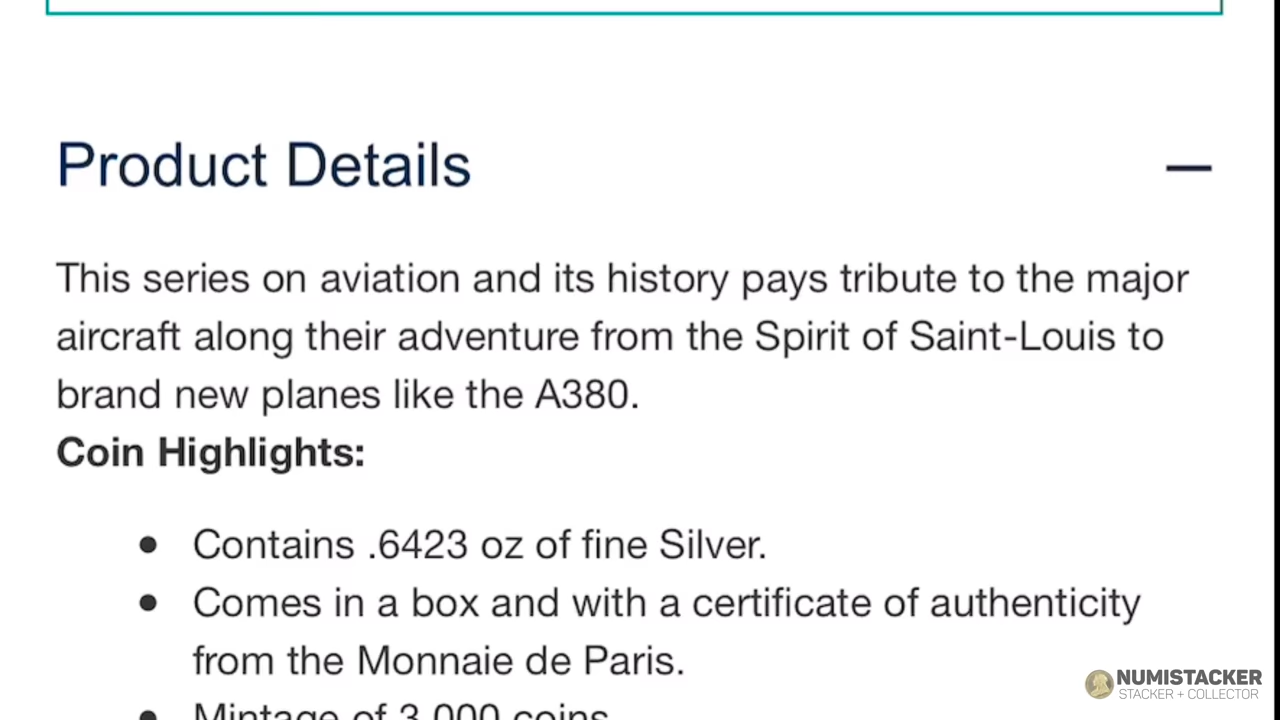 Product Details
This series on aviation and its history pays tribute to the major
aircraft along their adventure from the Spirit of Saint-Louis to
brand new planes like the A380.
Coin Highlights:
Contains .6423 oz of fine Silver.
Comes in a box and with a certificate of authenticity
from the Monnaie de Paris.
Mintage of 3,000 coins
NUMISTACKER
STACKER + COLLECTOR